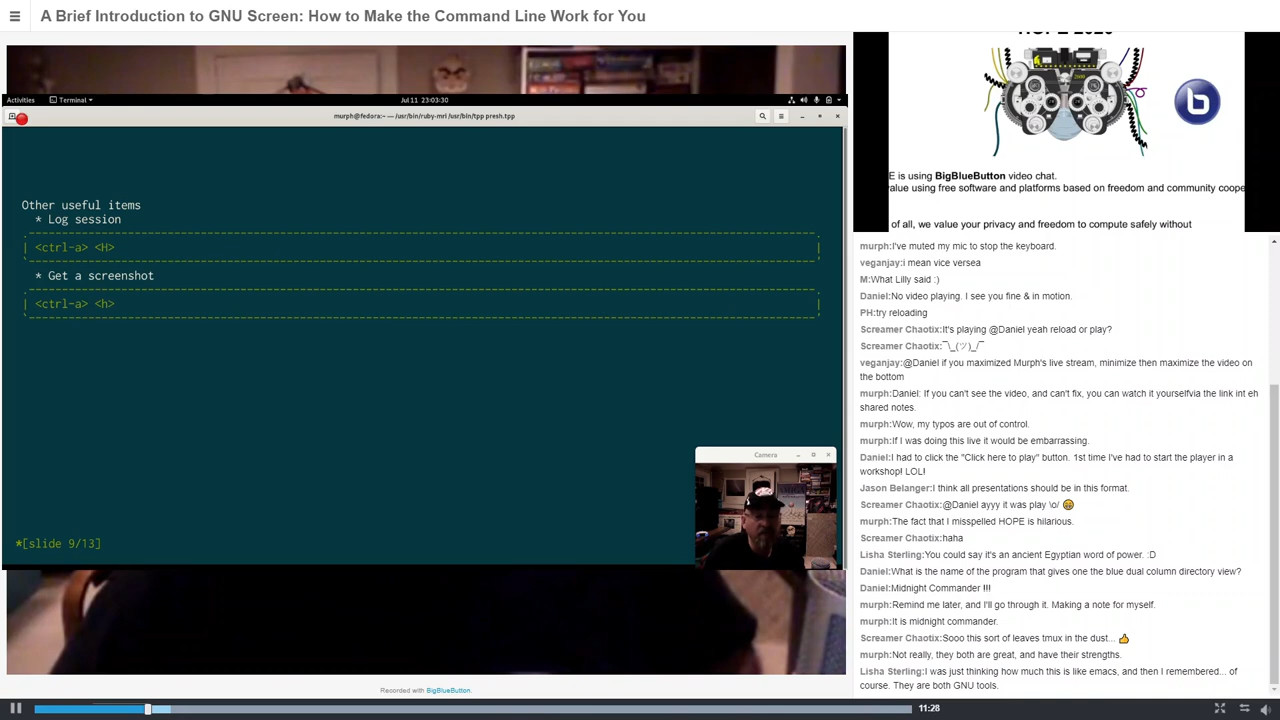 A Brief Introduction to GNU Screen: How to Make the Command Line Work for You
Activities
Terminal
Jul 11 23:03:30
murph@fedora:~ — /usr/bin/ruby-mri /usr/bin/tpp presh.tpp
Other useful items
* Log session
<ctrl-a> <H>
* Get a screenshot
<ctrl-a> <h>
*[slide 9/13]
Camera
Recorded with BigBlueButton.
HOPE 2020
E is using BigBlueButton video chat.
alue using free software and platforms based on freedom and community coope
of all, we value your privacy and freedom to compute safely without
murph:I've muted my mic to stop the keyboard.
veganjay:i mean vice versea
M:What Lilly said :)
Daniel:No video playing. I see you fine & in motion.
PH:try reloading
Screamer Chaotix:It's playing @Daniel yeah reload or play?
Screamer Chaotix:¯\_(ツ)_/¯
veganjay:@Daniel if you maximized Murph's live stream, minimize then maximize the video on
the bottom
murph:Daniel: If you can't see the video, and can't fix, you can watch it yourselfvia the link int eh
shared notes.
murph:Wow, my typos are out of control.
murph:If I was doing this live it would be embarrassing.
Daniel:I had to click the "Click here to play" button. 1st time I've had to start the player in a
workshop! LOL!
Jason Belanger:I think all presentations should be in this format.
Screamer Chaotix:@Daniel ayyy it was play \o/ 😁
murph:The fact that I misspelled HOPE is hilarious.
Screamer Chaotix:haha
Lisha Sterling:You could say it's an ancient Egyptian word of power. :D
Daniel:What is the name of the program that gives one the blue dual column directory view?
Daniel:Midnight Commander !!!
murph:Remind me later, and I'll go through it. Making a note for myself.
murph:It is midnight commander.
Screamer Chaotix:Sooo this sort of leaves tmux in the dust... 👍
murph:Not really, they both are great, and have their strengths.
Lisha Sterling:I was just thinking how much this is like emacs, and then I remembered... of
course. They are both GNU tools.
11:28